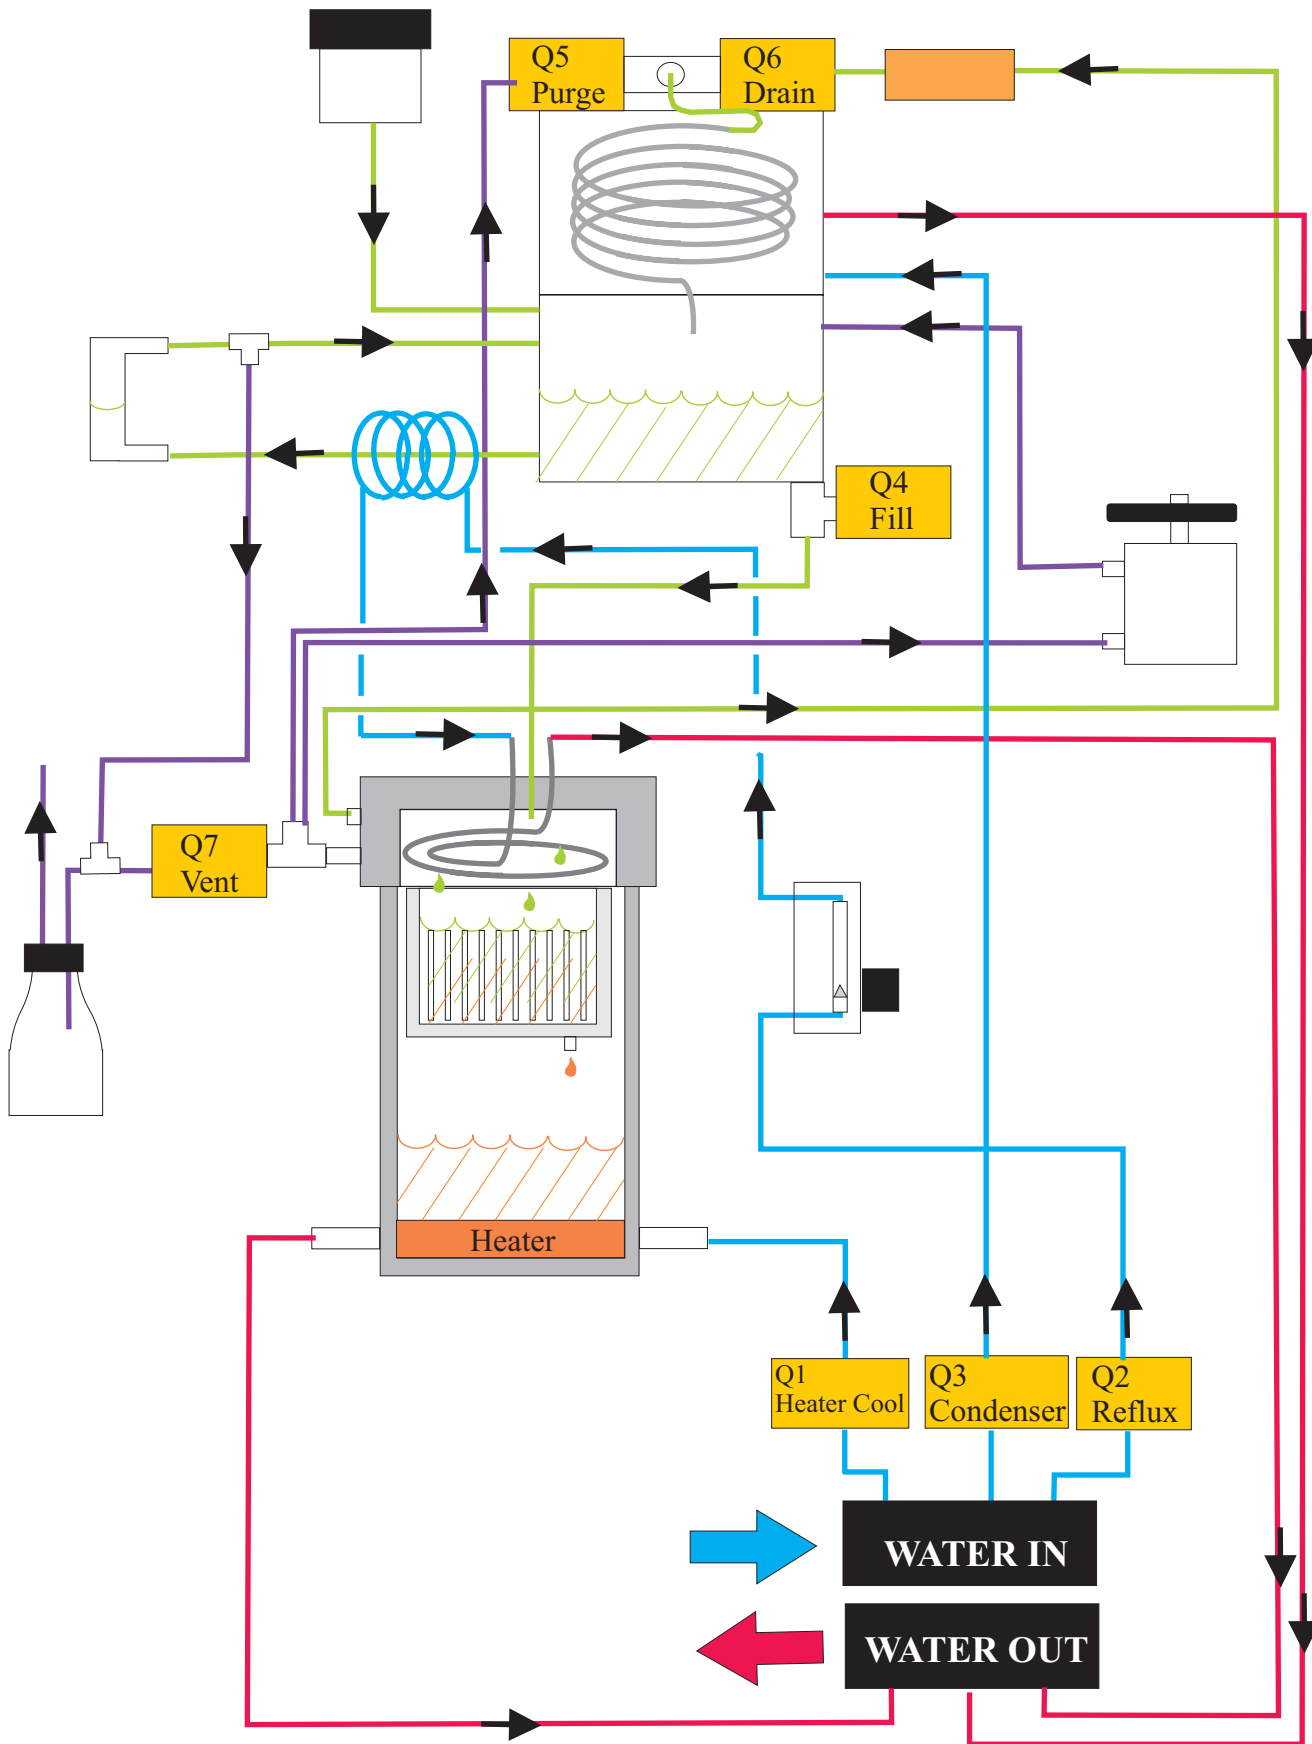 Q5
Purge
Q6
Drain
Q4
Fill
Q7
Vent
Heater
Q1
Heater Cool
Q3
Condenser
Q2
Reflux
WATER IN
WATER OUT